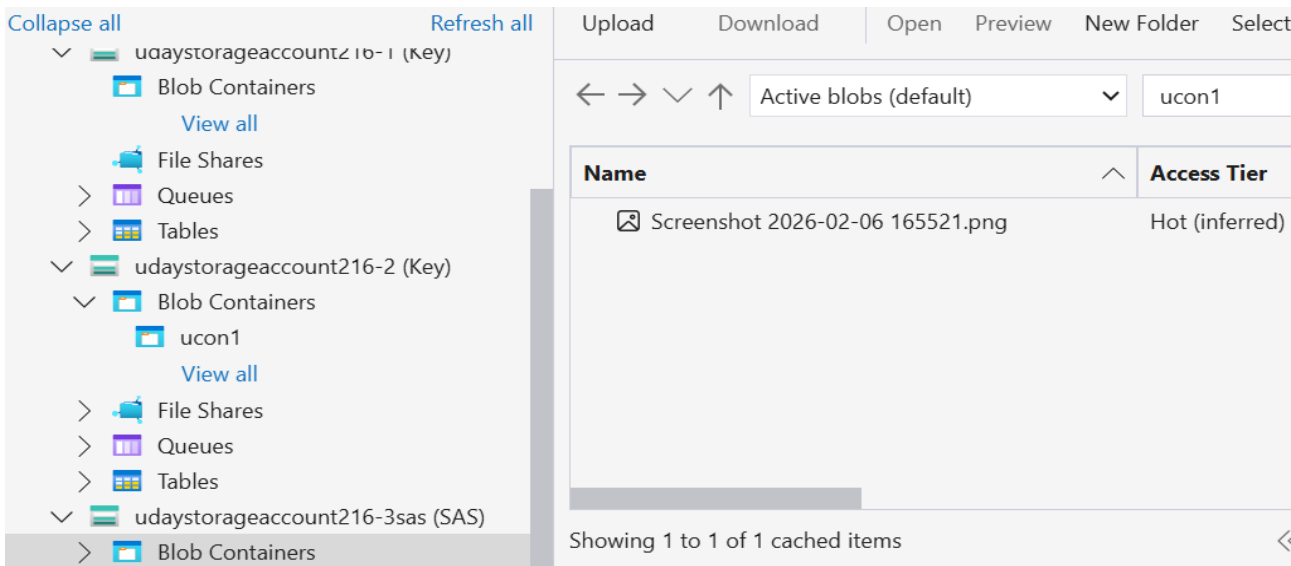 Collapse all
Refresh all
udaystorageaccount216-1 (Key)
Blob Containers
View all
File Shares
Queues
Tables
udaystorageaccount216-2 (Key)
Blob Containers
ucon1
View all
File Shares
Queues
Tables
udaystorageaccount216-3sas (SAS)
Blob Containers
Upload
Download
Open
Preview
New Folder
Select
Active blobs (default)
ucon1
Name
Access Tier
Screenshot 2026-02-06 165521.png
Hot (inferred)
Showing 1 to 1 of 1 cached items